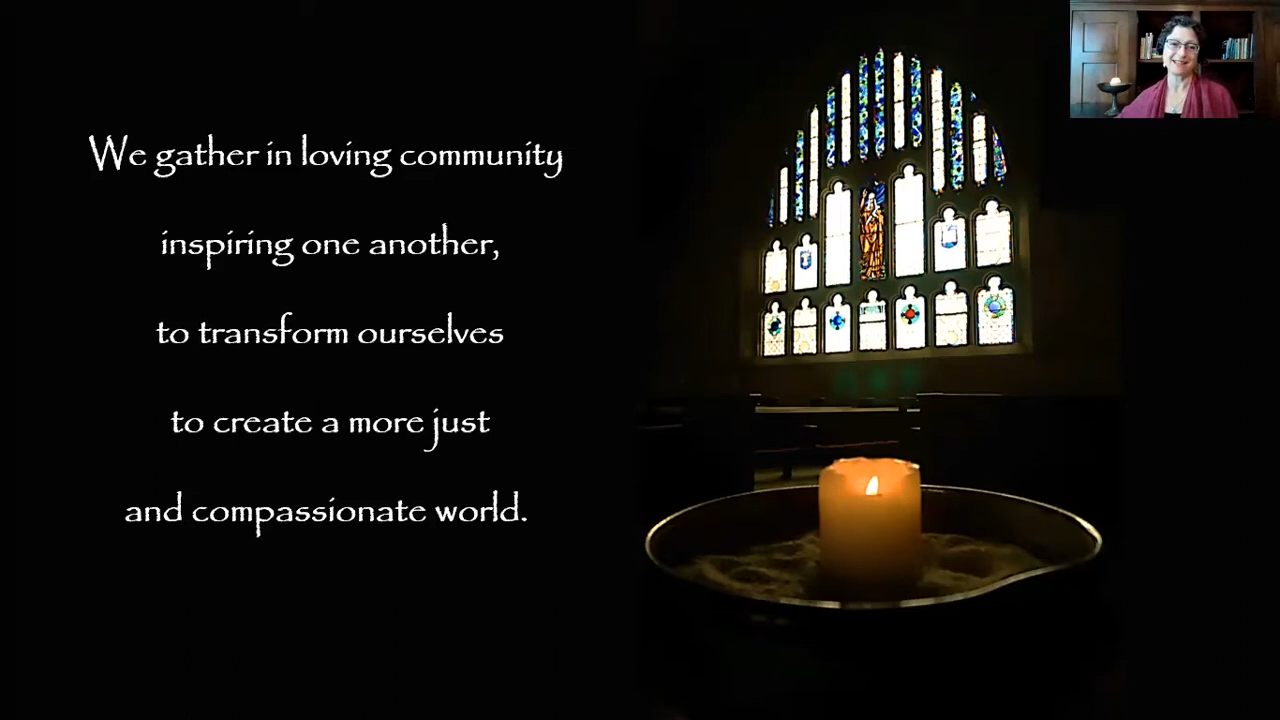 We gather in loving community
inspiring one another,
to transform ourselves
to create a more just
and compassionate world.